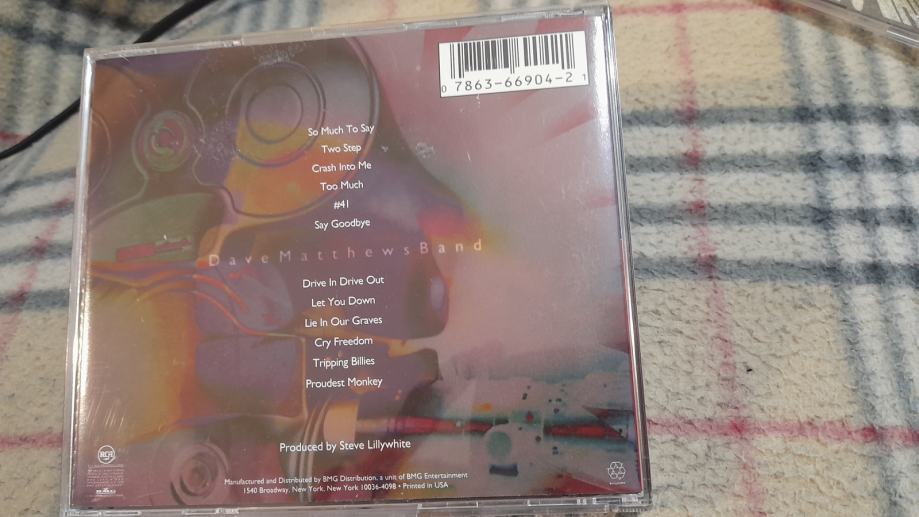 0 7863-66904-2 1
So Much To Say
Two Step
Crash Into Me
Too Much
#41
Say Goodbye
DaveMatthewsBand
Drive In Drive Out
Let You Down
Lie In Our Graves
Cry Freedom
Tripping Billies
Proudest Monkey
Produced by Steve Lillywhite
RCA
Manufactured and Distributed by BMG Distribution, a unit of BMG Entertainment
1540 Broadway, New York, New York 10036-4098 • Printed in USA
BMG